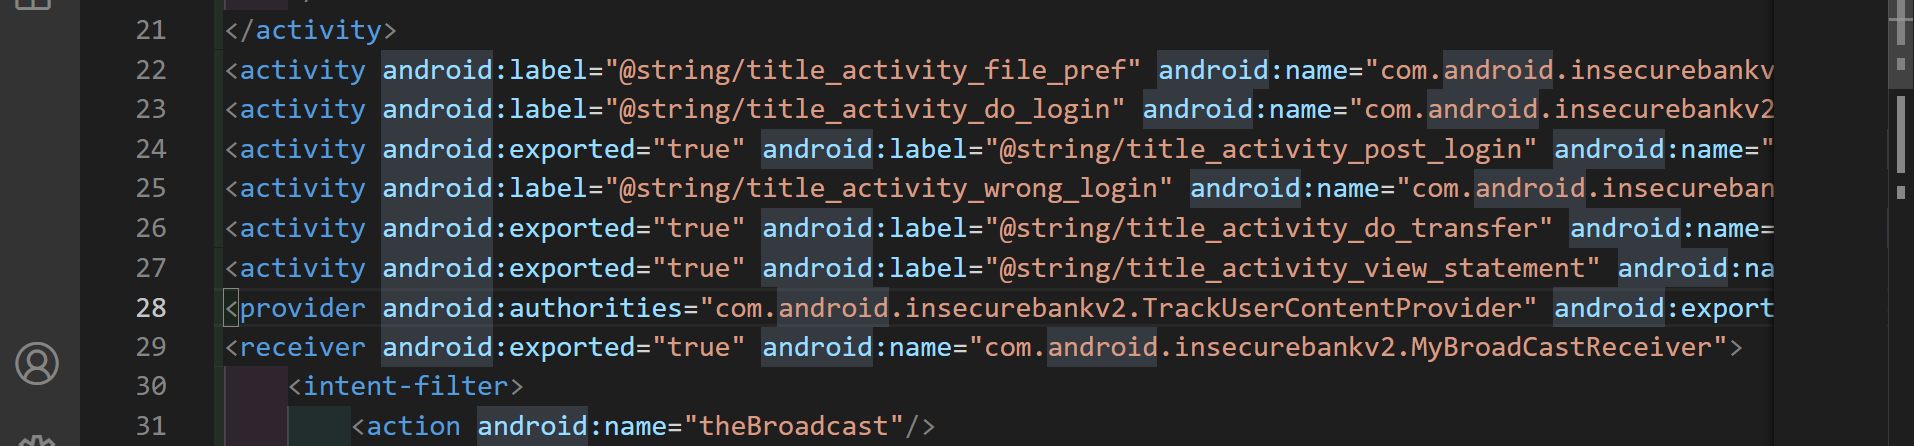 21 </activity>
22 <activity android:label="@string/title_activity_file_pref" android:name="com.android.insecurebankv
23 <activity android:label="@string/title_activity_do_login" android:name="com.android.insecurebankv2
24 <activity android:exported="true" android:label="@string/title_activity_post_login" android:name="
25 <activity android:label="@string/title_activity_wrong_login" android:name="com.android.insecureban
26 <activity android:exported="true" android:label="@string/title_activity_do_transfer" android:name=
27 <activity android:exported="true" android:label="@string/title_activity_view_statement" android:na
28 <provider android:authorities="com.android.insecurebankv2.TrackUserContentProvider" android:export
29 <receiver android:exported="true" android:name="com.android.insecurebankv2.MyBroadCastReceiver">
30 <intent-filter>
31 <action android:name="theBroadcast"/>